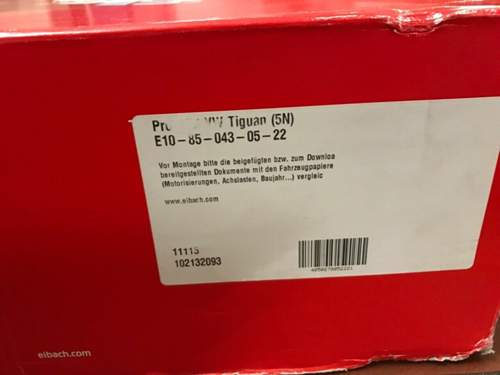 Pro VW Tiguan (5N)
E10-85-043-05-22
Vor Montage bitte die beigefügten bzw. zum Downloa
bereitgestellten Dokumente mit den Fahrzeugpapiere
(Motorisierungen, Achslasten, Baujahr...) vergleic
www.eibach.com
11115
102132093
eibach.com